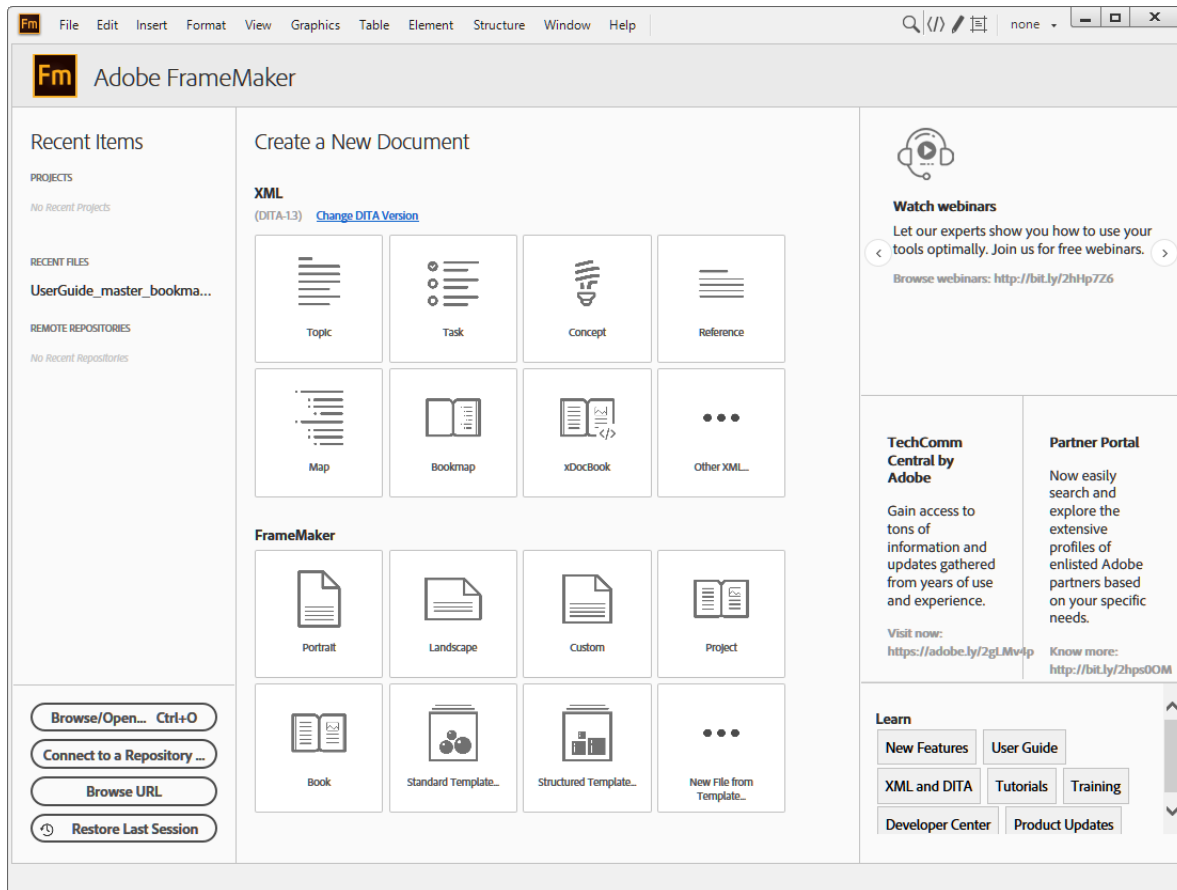 Fm File Edit Insert Format View Graphics Table Element Structure Window Help none
Fm Adobe FrameMaker
Recent Items
PROJECTS
No Recent Projects
RECENT FILES
UserGuide_master_bookma...
REMOTE REPOSITORIES
No Recent Repositories
Browse/Open... Ctrl+O
Connect to a Repository ...
Browse URL
Restore Last Session
Create a New Document
XML
(DITA-1.3) Change DITA Version
Topic Task Concept Reference
Map Bookmap xDocBook Other XML...
FrameMaker
Portrait Landscape Custom Project
Book Standard Template... Structured Template... New File from
Template...
Watch webinars
Let our experts show you how to use your
tools optimally. Join us for free webinars.
Browse webinars: http://bit.ly/2hHp7Z6
TechComm
Central by
Adobe
Gain access to
tons of
information and
updates gathered
from years of use
and experience.
Visit now:
https://adobe.ly/2gLMv4p
Partner Portal
Now easily
search and
explore the
extensive
profiles of
enlisted Adobe
partners based
on your specific
needs.
Know more:
http://bit.ly/2hps0OM
Learn
New Features User Guide
XML and DITA Tutorials Training
Developer Center Product Updates